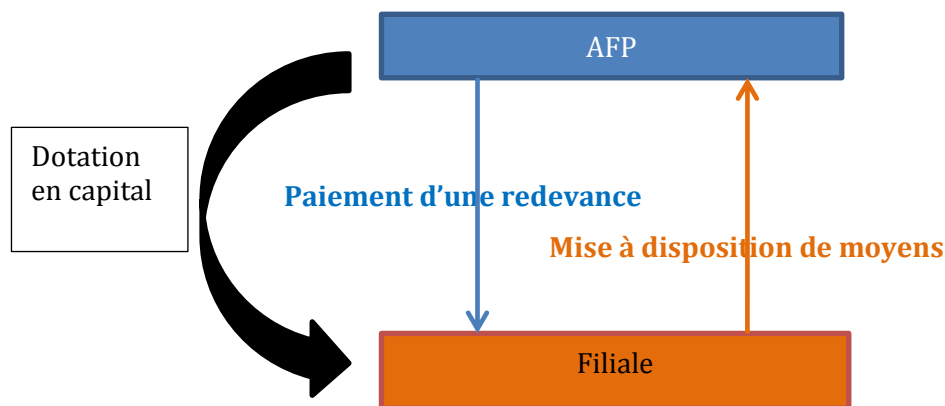 AFP
Dotation
en capital
Paiement d’une redevance
Mise à disposition de moyens
Filiale